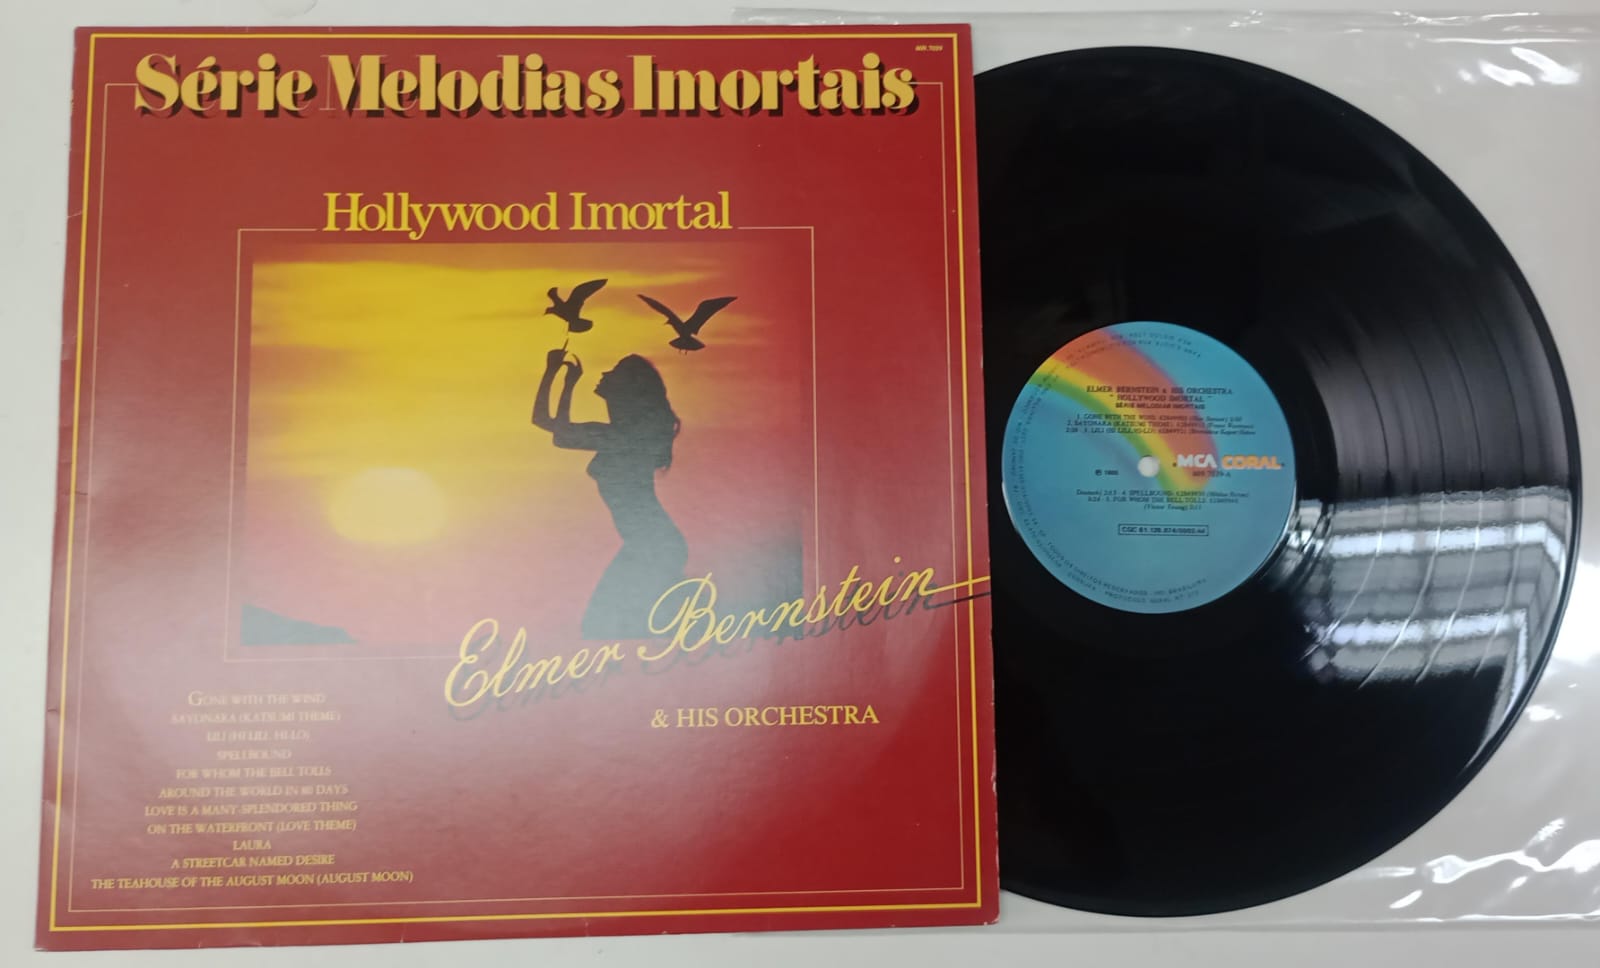 609.7039
Série Melodias Imortais
Hollywood Imortal
Elmer Bernstein
& HIS ORCHESTRA
GONE WITH THE WIND
SAYONARA (KATSUMI THEME)
LILI (HI LILI, HI-LO)
SPELLBOUND
FOR WHOM THE BELL TOLLS
AROUND THE WORLD IN 80 DAYS
LOVE IS A MANY-SPLENDORED THING
ON THE WATERFRONT (LOVE THEME)
LAURA
A STREETCAR NAMED DESIRE
THE TEAHOUSE OF THE AUGUST MOON (AUGUST MOON)
ELMER BERNSTEIN & HIS ORCHESTRA
"HOLLYWOOD IMORTAL"
SÉRIE MELODIAS IMORTAIS
1. GONE WITH THE WIND
2. SAYONARA (KATSUMI THEME)
3. LILI (HI LILI, HI-LO)
MCA CORAL
4. SPELLBOUND
5. FOR WHOM THE BELL TOLLS
(Victor Young)